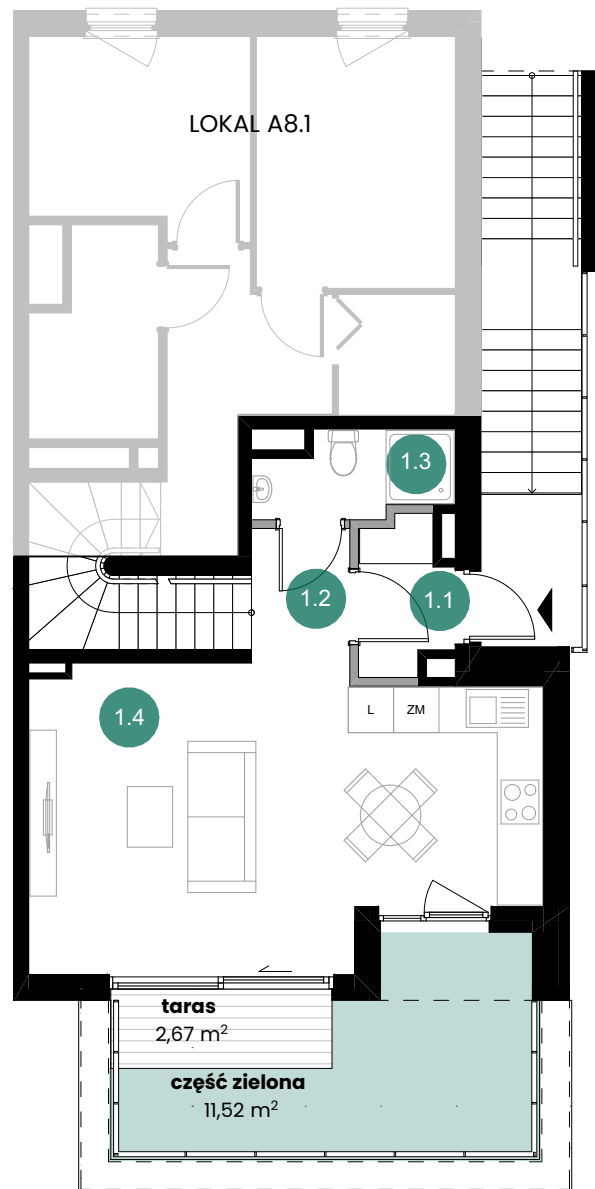 LOKAL A8.1
1.3
1.2
1.1
1.4
L
ZM
taras
2,67 m²
część zielona
11,52 m²